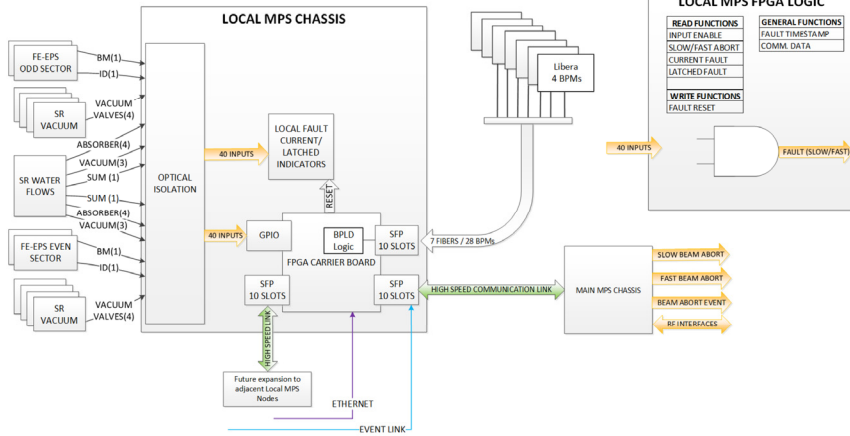 LOCAL MPS CHASSIS
FE-EPS
ODD SECTOR
BM(1)
ID(1)
VACUUM
VALVES(4)
SR
VACUUM
ABSORBER(4)
VACUUM(3)
SUM (1)
SR WATER
FLOWS
SUM (1)
ABSORBER(4)
VACUUM(3)
FE-EPS EVEN
SECTOR
BM(1)
ID(1)
SR
VACUUM
VACUUM
VALVES(4)
OPTICAL
ISOLATION
40 INPUTS
LOCAL FAULT
CURRENT/
LATCHED
INDICATORS
RESET
40 INPUTS
GPIO
BPLD
Logic
FPGA CARRIER BOARD
SFP
10 SLOTS
SFP
10 SLOTS
SFP
10 SLOTS
HIGH SPEED LINK
Future expansion to
adjacent Local MPS
Nodes
ETHERNET
EVENT LINK
Libera
4 BPMs
7 FIBERS / 28 BPMs
HIGH SPEED COMMUNICATION LINK
MAIN MPS CHASSIS
SLOW BEAM ABORT
FAST BEAM ABORT
BEAM ABORT EVENT
RF INTERFACES
LOCAL MPS FPGA LOGIC
READ FUNCTIONS
INPUT ENABLE
SLOW/FAST ABORT
CURRENT FAULT
LATCHED FAULT
WRITE FUNCTIONS
FAULT RESET
GENERAL FUNCTIONS
FAULT TIMESTAMP
COMM. DATA
40 INPUTS
FAULT (SLOW/FAST)